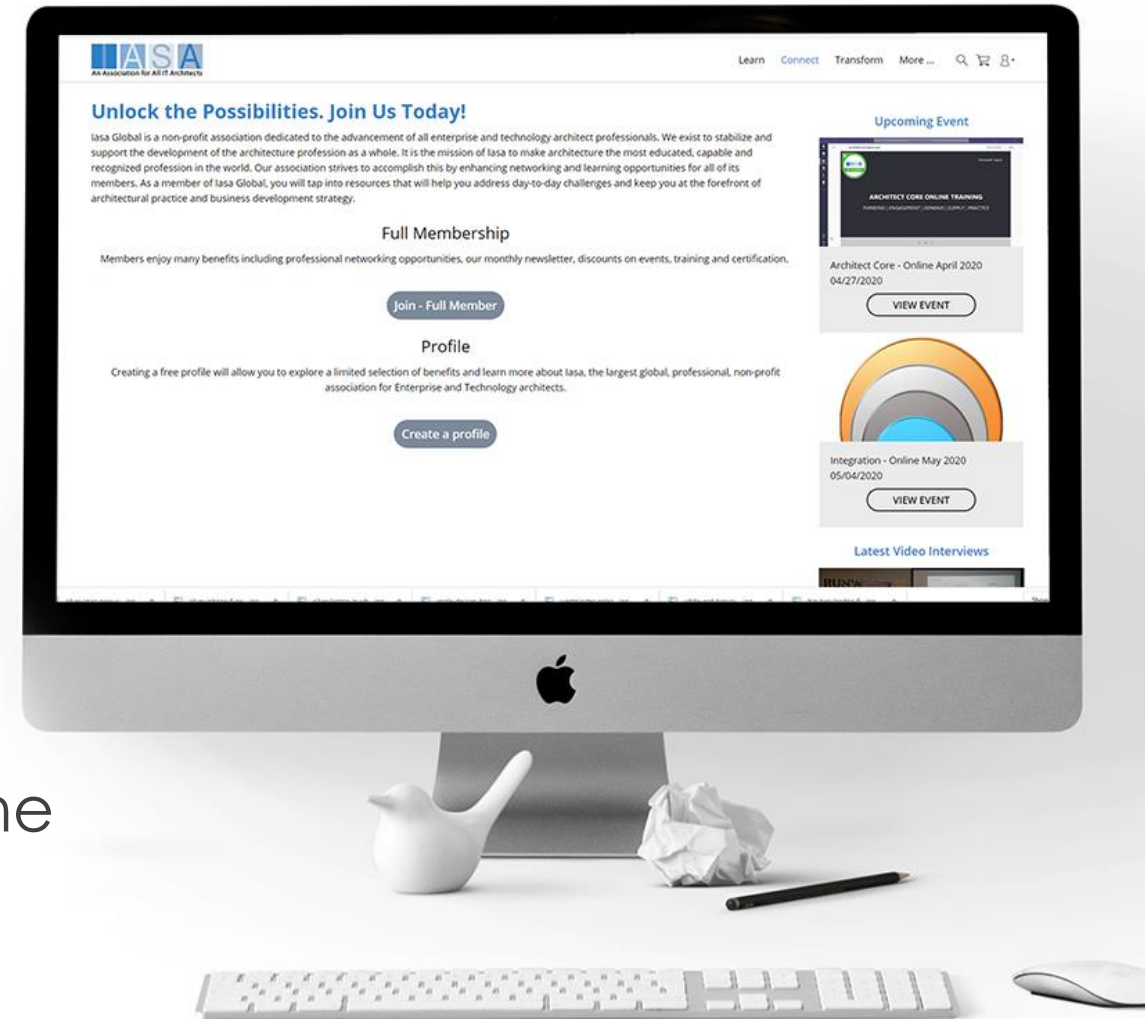 IASA
An Association for All IT Architects
Learn Connect Transform More ...
Unlock the Possibilities. Join Us Today!
Iasa Global is a non-profit association dedicated to the advancement of all enterprise and technology architect professionals. We exist to stabilize and
support the development of the architecture profession as a whole. It is the mission of Iasa to make architecture the most educated, capable and
recognized profession in the world. Our association strives to accomplish this by enhancing networking and learning opportunities for all of its
members. As a member of Iasa Global, you will tap into resources that will help you address day-to-day challenges and keep you at the forefront of
architectural practice and business development strategy.
Full Membership
Members enjoy many benefits including professional networking opportunities, our monthly newsletter, discounts on events, training and certification.
Join - Full Member
Profile
Creating a free profile will allow you to explore a limited selection of benefits and learn more about Iasa, the largest global, professional, non-profit
association for Enterprise and Technology architects.
Create a profile
Upcoming Event
ARCHITECT CORE ONLINE TRAINING
Architect Core - Online April 2020
04/27/2020
VIEW EVENT
Integration - Online May 2020
05/04/2020
VIEW EVENT
Latest Video Interviews
ne